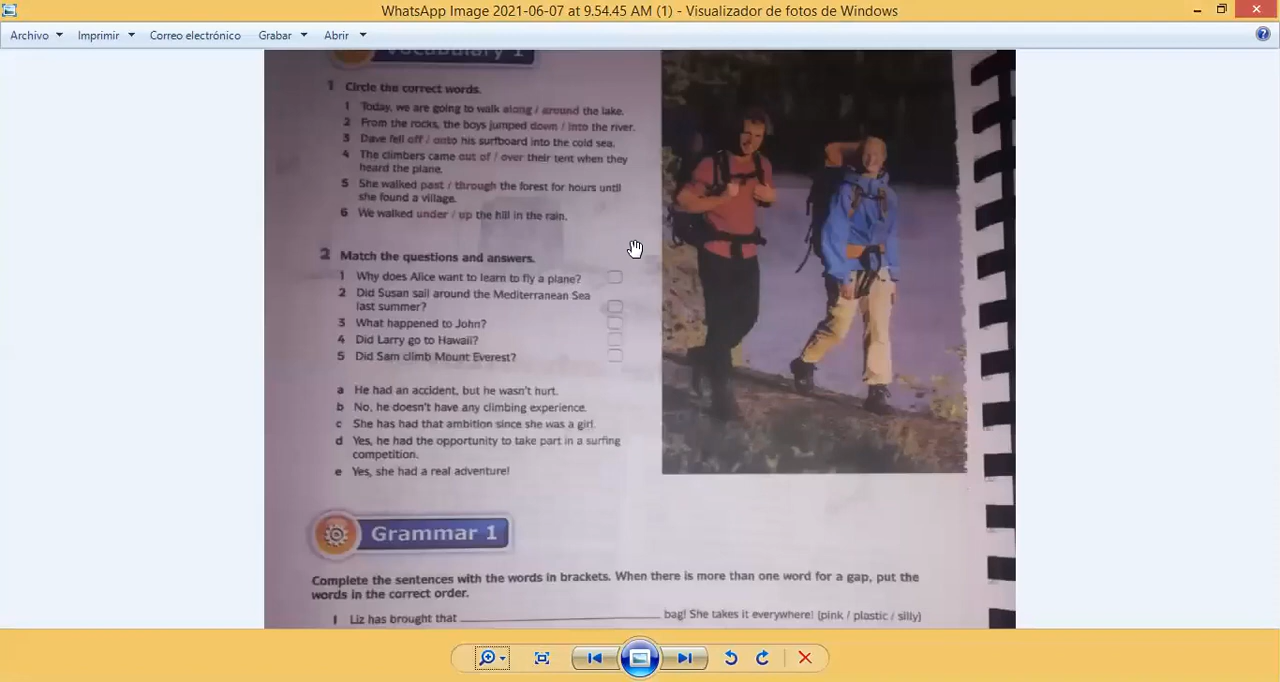 WhatsApp Image 2021-06-07 at 9.54.45 AM (1) - Visualizador de fotos de Windows
Archivo Imprimir Correo electrónico Grabar Abrir
Vocabulary 1
1 Circle the correct words.
1 Today, we are going to walk along / around the lake.
2 From the rocks, the boys jumped down / into the river.
3 Dave fell off / onto his surfboard into the cold sea.
4 The climbers came out of / over their tent when they
heard the plane.
5 She walked past / through the forest for hours until
she found a village.
6 We walked under / up the hill in the rain.
2 Match the questions and answers.
1 Why does Alice want to learn to fly a plane?
2 Did Susan sail around the Mediterranean Sea
last summer?
3 What happened to John?
4 Did Larry go to Hawaii?
5 Did Sam climb Mount Everest?
a He had an accident, but he wasn't hurt.
b No, he doesn't have any climbing experience.
c She has had that ambition since she was a girl.
d Yes, he had the opportunity to take part in a surfing
competition.
e Yes, she had a real adventure!
Grammar 1
Complete the sentences with the words in brackets. When there is more than one word for a gap, put the
words in the correct order.
1 Liz has brought that ____________________ bag! She takes it everywhere! (pink / plastic / silly)